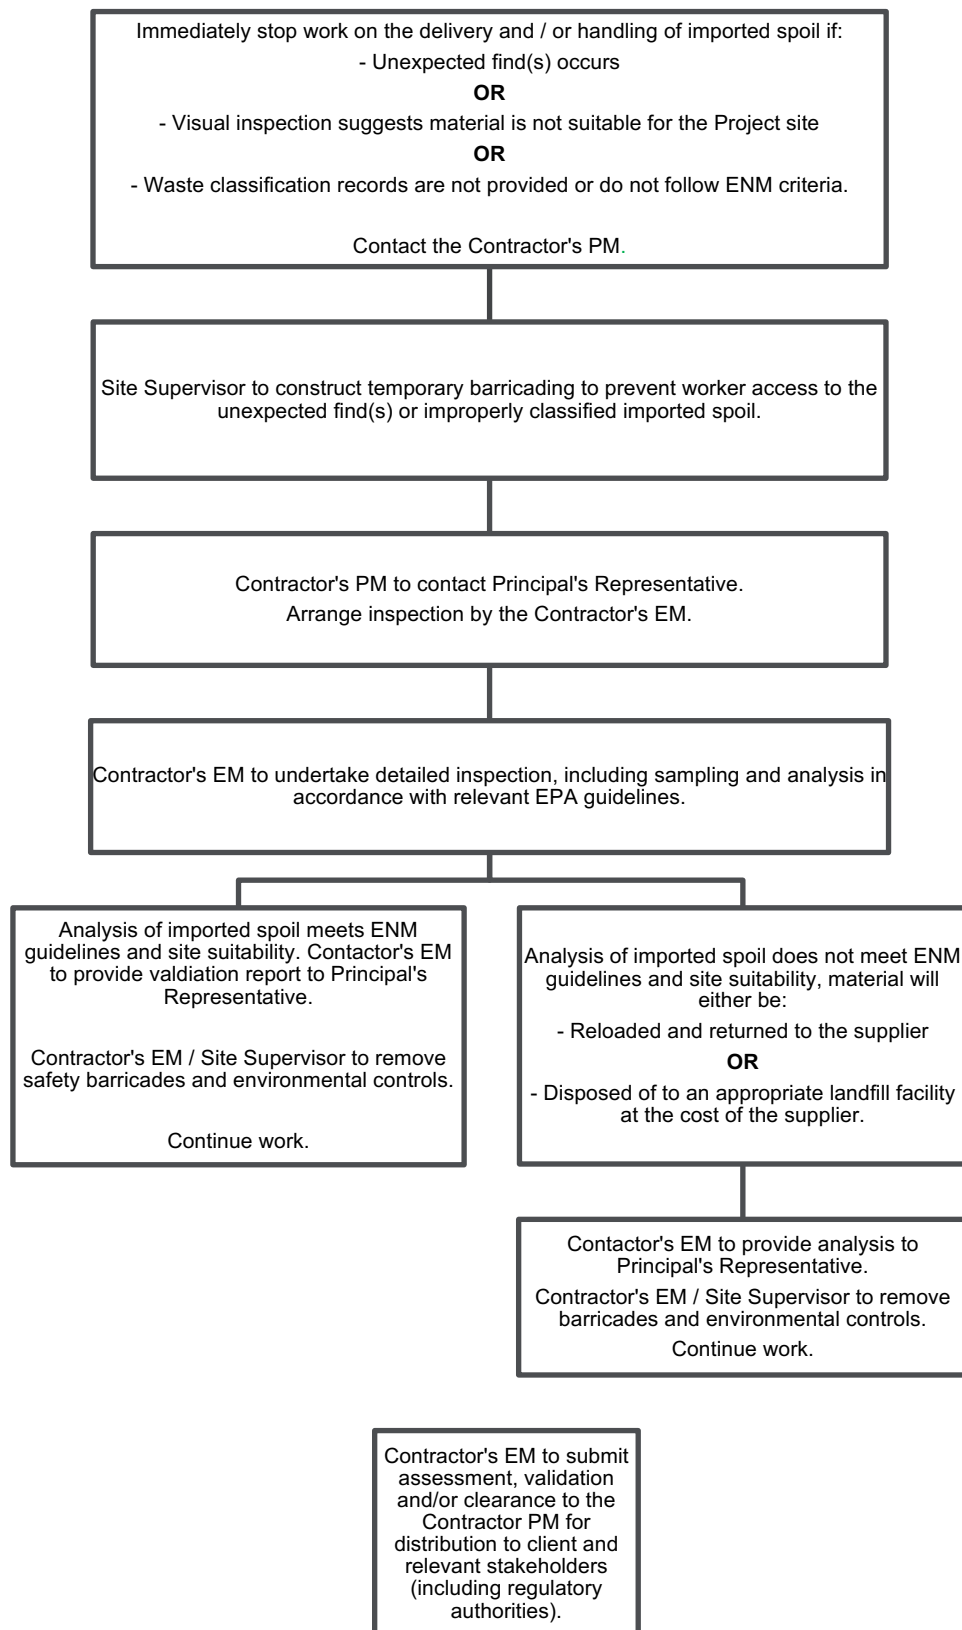 Immediately stop work on the delivery and / or handling of imported spoil if:
- Unexpected find(s) occurs
OR
- Visual inspection suggests material is not suitable for the Project site
OR
- Waste classification records are not provided or do not follow ENM criteria.
Contact the Contractor's PM.
Site Supervisor to construct temporary barricading to prevent worker access to the
unexpected find(s) or improperly classified imported spoil.
Contractor's PM to contact Principal's Representative.
Arrange inspection by the Contractor's EM.
Contractor's EM to undertake detailed inspection, including sampling and analysis in
accordance with relevant EPA guidelines.
Analysis of imported spoil meets ENM
guidelines and site suitability. Contactor's EM
to provide valdiation report to Principal's
Representative.
Contractor's EM / Site Supervisor to remove
safety barricades and environmental controls.
Continue work.
Analysis of imported spoil does not meet ENM
guidelines and site suitability, material will
either be:
- Reloaded and returned to the supplier
OR
- Disposed of to an appropriate landfill facility
at the cost of the supplier.
Contactor's EM to provide analysis to
Principal's Representative.
Contractor's EM / Site Supervisor to remove
barricades and environmental controls.
Continue work.
Contractor's EM to submit
assessment, validation
and/or clearance to the
Contractor PM for
distribution to client and
relevant stakeholders
(including regulatory
authorities).